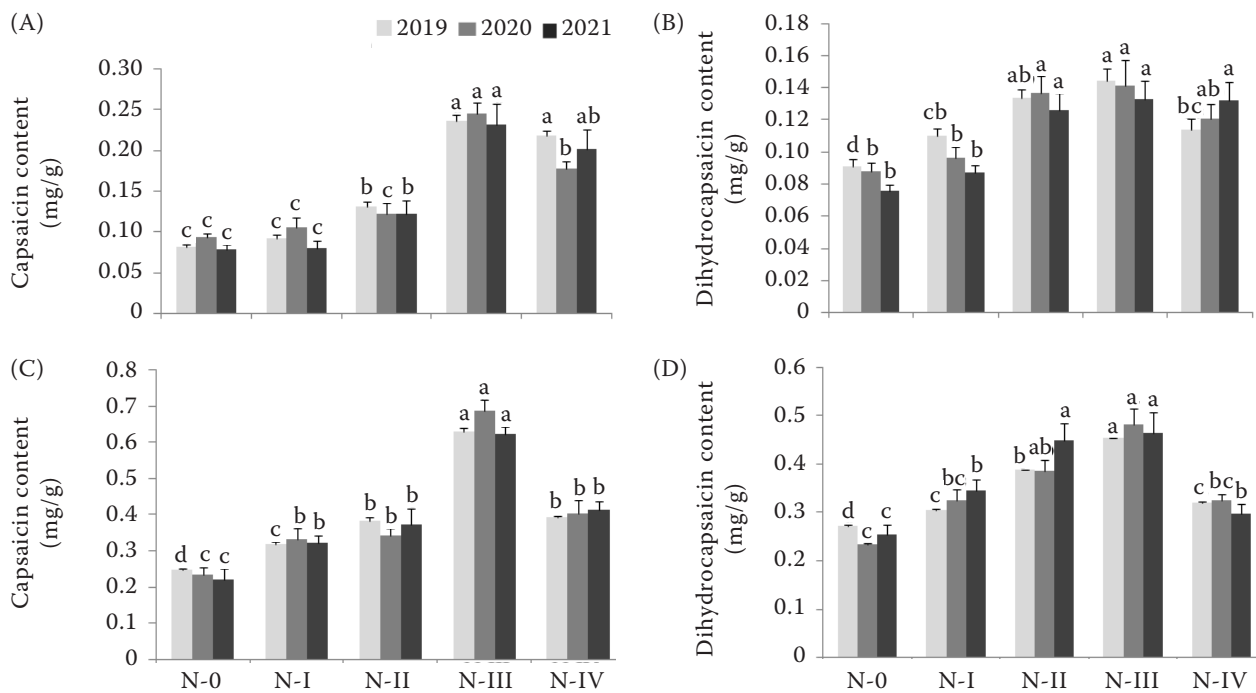 (A)
2019 2020 2021
Capsaicin content
(mg/g)
0.30
0.25
0.20
0.15
0.10
0.05
0
c c c
c c c
b c b
a a a
a b ab
(B)
Dihydrocapsaicin content
(mg/g)
0.18
0.16
0.14
0.12
0.10
0.08
0.06
0.04
0.02
0
d b b
cb b b
ab a a
a a a
bc ab a
(C)
Capsaicin content
(mg/g)
0.8
0.7
0.6
0.5
0.4
0.3
0.2
0.1
0
d c c
c b b
b b b
a a a
b b b
N-0 N-I N-II N-III N-IV
(D)
Dihydrocapsaicin content
(mg/g)
0.6
0.5
0.4
0.3
0.2
0.1
0
d c c
c bc b
b ab a
a a a
c bc b
N-0 N-I N-II N-III N-IV